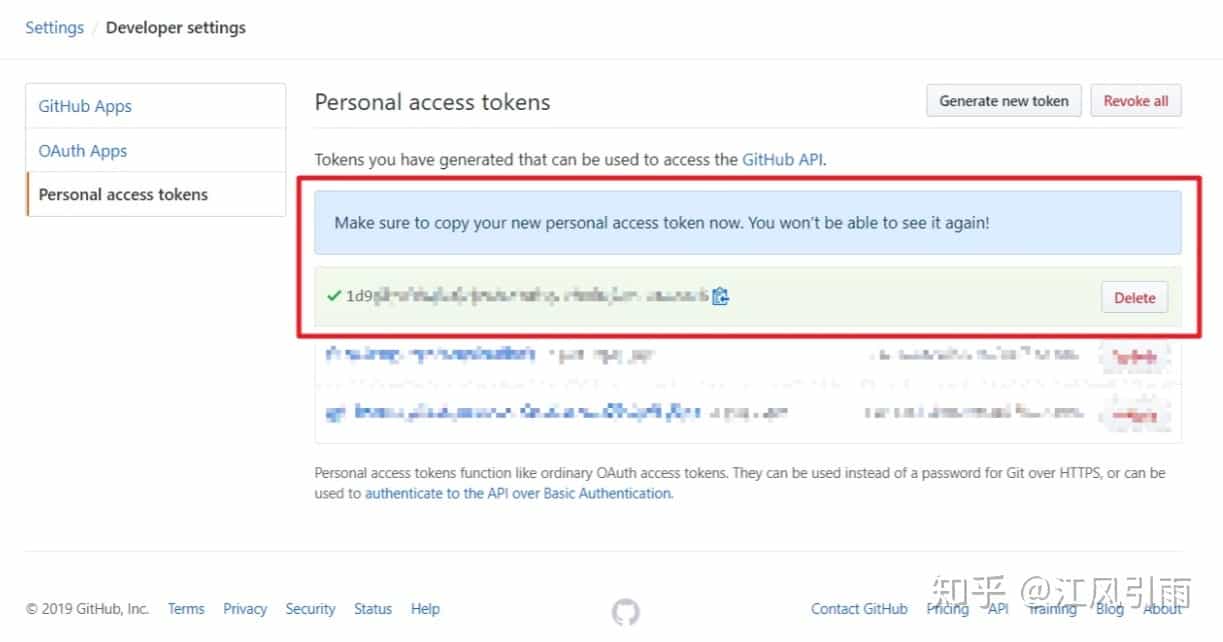 Settings / Developer settings
GitHub Apps
OAuth Apps
Personal access tokens
Personal access tokens
Generate new token
Revoke all
Tokens you have generated that can be used to access the GitHub API.
Make sure to copy your new personal access token now. You won't be able to see it again!
1d9
Delete
Personal access tokens function like ordinary OAuth access tokens. They can be used instead of a password for Git over HTTPS, or can be
used to authenticate to the API over Basic Authentication.
© 2019 GitHub, Inc. Terms Privacy Security Status Help
Contact GitHub Pricing API Training Blog About
知乎 @江风引雨